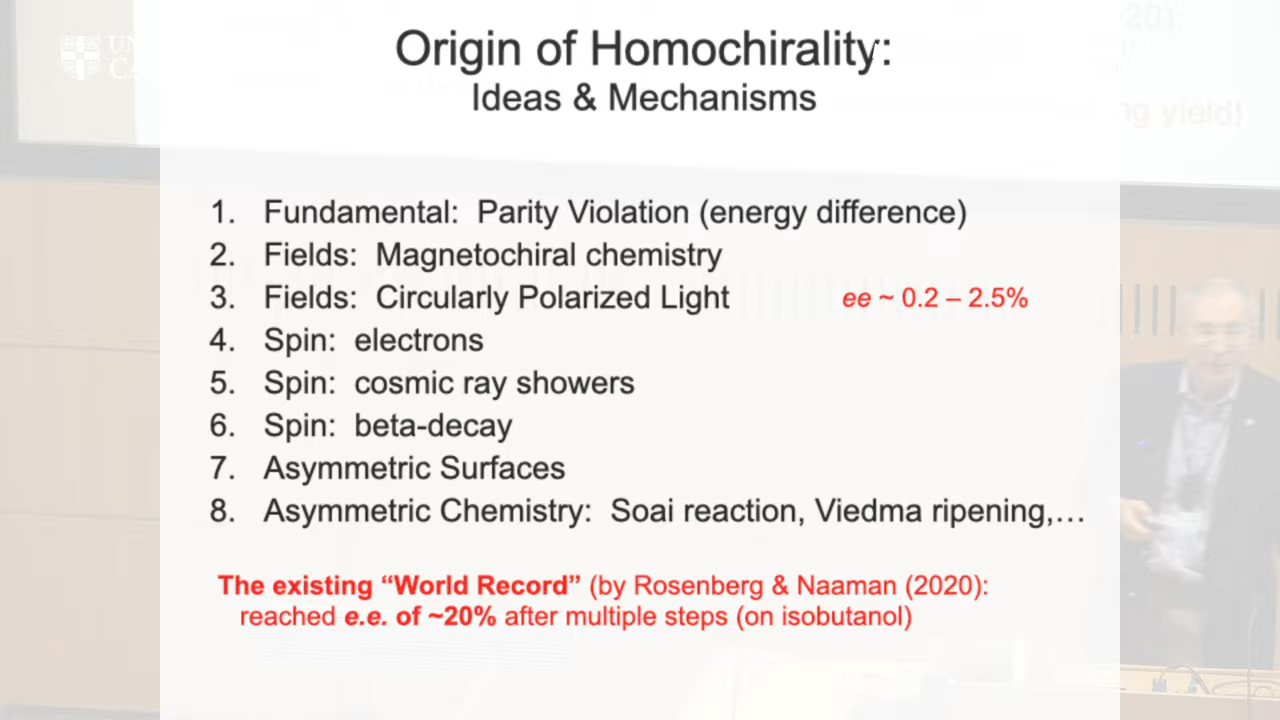 Origin of Homochirality:
Ideas & Mechanisms
1. Fundamental: Parity Violation (energy difference)
2. Fields: Magnetochiral chemistry
3. Fields: Circularly Polarized Light ee ~ 0.2 – 2.5%
4. Spin: electrons
5. Spin: cosmic ray showers
6. Spin: beta-decay
7. Asymmetric Surfaces
8. Asymmetric Chemistry: Soai reaction, Viedma ripening,…
The existing “World Record” (by Rosenberg & Naaman (2020):
reached e.e. of ~20% after multiple steps (on isobutanol)
20):
ng yield!